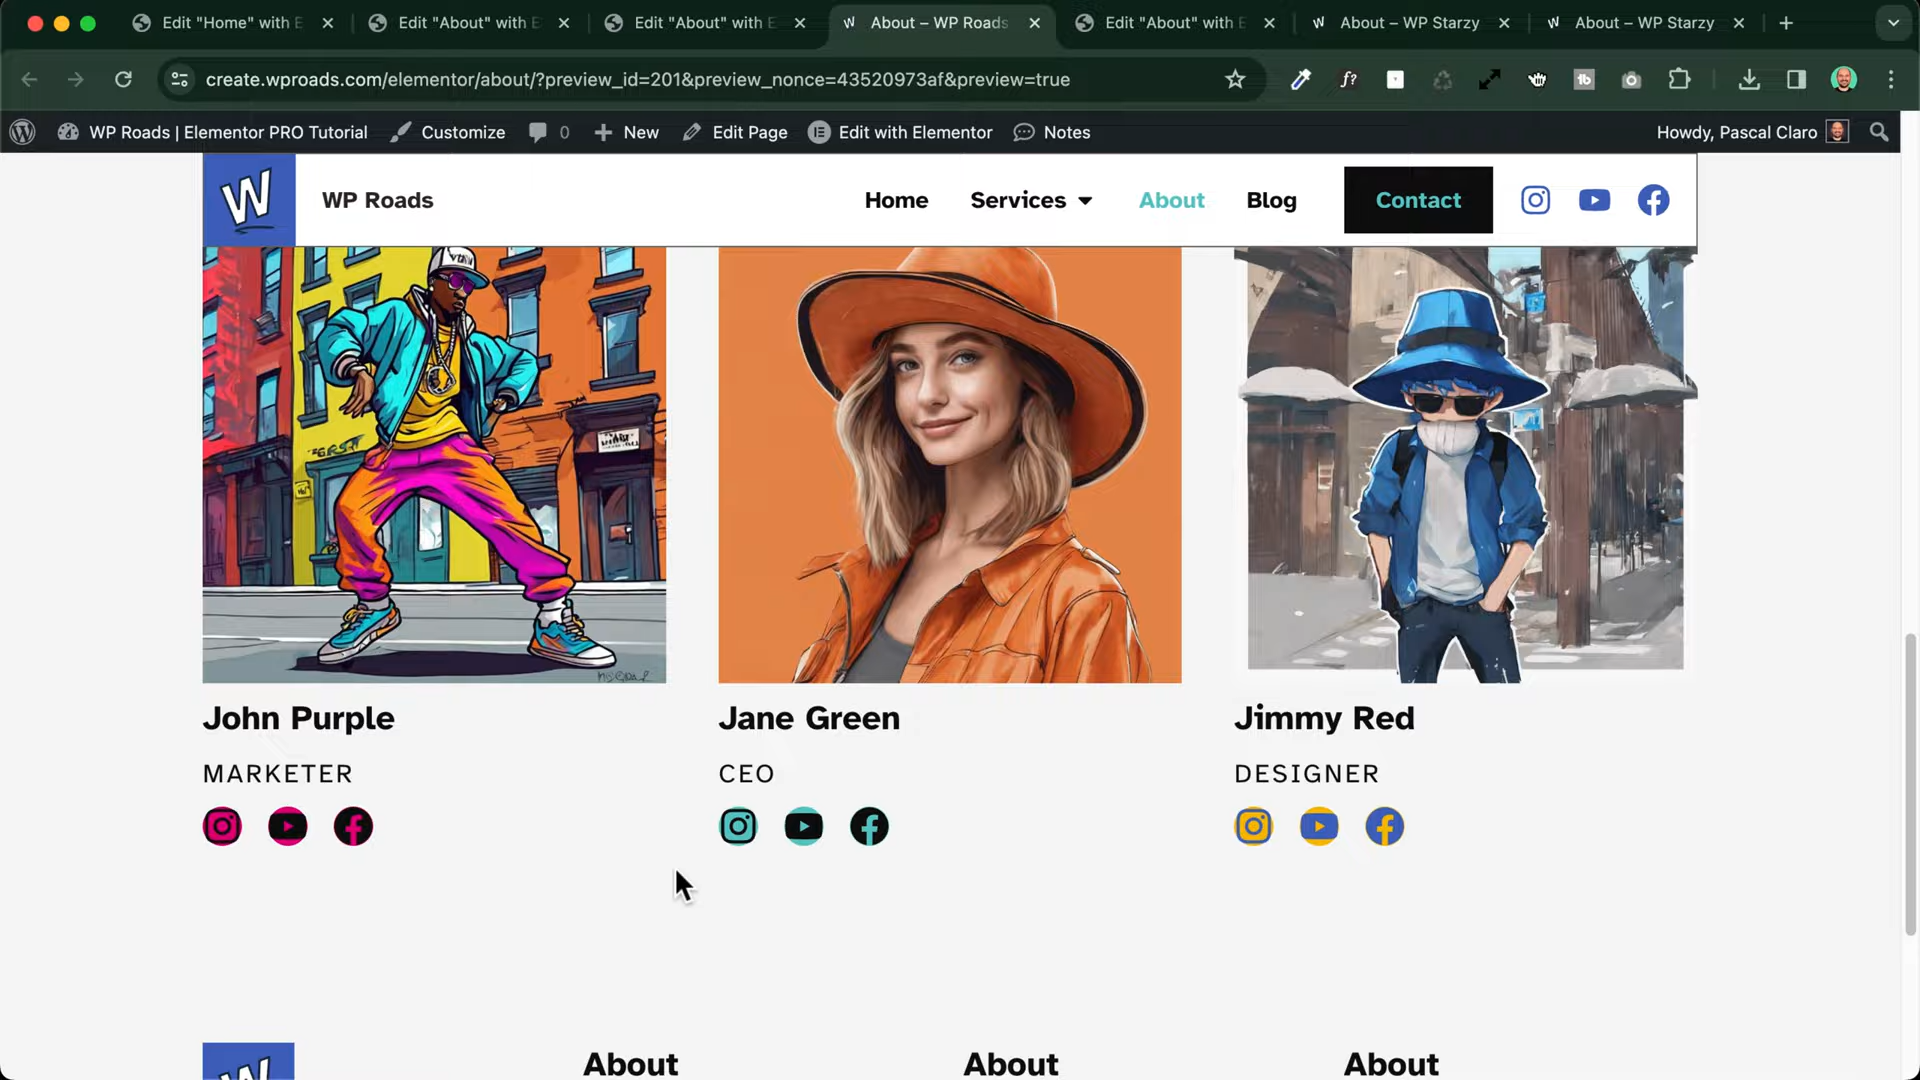 Edit "Home" with E
Edit "About" with E
Edit "About" with E
About – WP Roads
Edit "About" with E
About – WP Starzy
About – WP Starzy
create.wproads.com/elementor/about/?preview_id=201&preview_nonce=43520973af&preview=true
f?
tb
WP Roads | Elementor PRO Tutorial
Customize
0
New
Edit Page
Edit with Elementor
Notes
Howdy, Pascal Claro
W
WP Roads
Home
Services
About
Blog
Contact
John Purple
MARKETER
Jane Green
CEO
Jimmy Red
DESIGNER
W
About
About
About